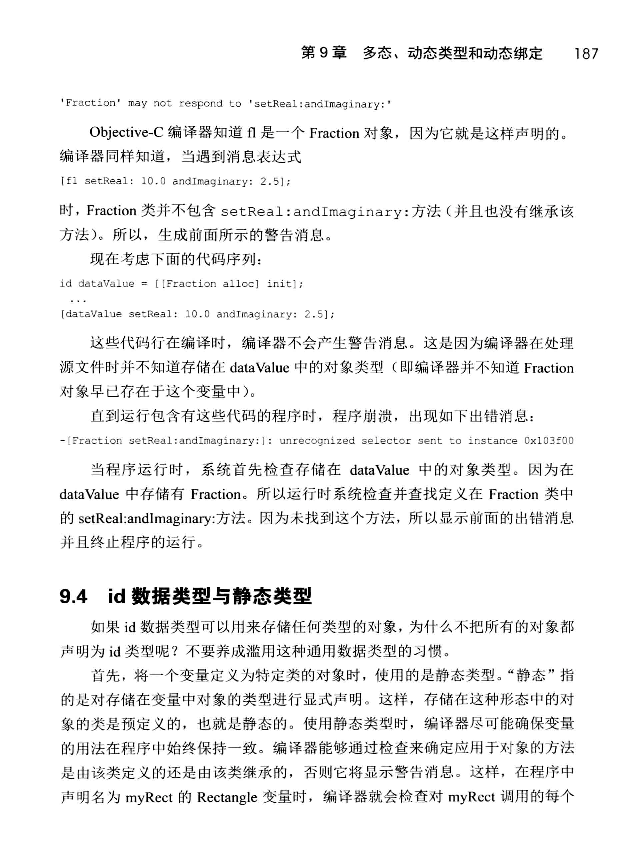 第9章 多态、动态类型和动态绑定 187
'Fraction' may not respond to 'setReal:andImaginary:'
Objective-C 编译器知道 f1 是一个 Fraction 对象，因为它就是这样声明的。
编译器同样知道，当遇到消息表达式
[f1 setReal: 10.0 andImaginary: 2.5];
时，Fraction 类并不包含 setReal:andImaginary:方法（并且也没有继承该
方法）。所以，生成前面所示的警告消息。
现在考虑下面的代码序列：
id dataValue = [[Fraction alloc] init];
...
[dataValue setReal: 10.0 andImaginary: 2.5];
这些代码行在编译时，编译器不会产生警告消息。这是因为编译器在处理
源文件时并不知道存储在 dataValue 中的对象类型（即编译器并不知道 Fraction
对象早已存在于这个变量中）。
直到运行包含有这些代码的程序时，程序崩溃，出现如下出错消息：
-[Fraction setReal:andImaginary:]: unrecognized selector sent to instance 0x103f00
当程序运行时，系统首先检查存储在 dataValue 中的对象类型。因为在
dataValue 中存储有 Fraction。所以运行时系统检查并查找定义在 Fraction 类中
的 setReal:andImaginary:方法。因为未找到这个方法，所以显示前面的出错消息
并且终止程序的运行。
9.4 id 数据类型与静态类型
如果 id 数据类型可以用来存储任何类型的对象，为什么不把所有的对象都
声明为 id 类型呢？不要养成滥用这种通用数据类型的习惯。
首先，将一个变量定义为特定类的对象时，使用的是静态类型。“静态”指
的是对存储在变量中对象的类型进行显式声明。这样，存储在这种形态中的对
象的类是预定义的，也就是静态的。使用静态类型时，编译器尽可能确保变量
的用法在程序中始终保持一致。编译器能够通过检查来确定应用于对象的方法
是由该类定义的还是由该类继承的，否则它将显示警告消息。这样，在程序中
声明名为 myRect 的 Rectangle 变量时，编译器就会检查对 myRect 调用的每个